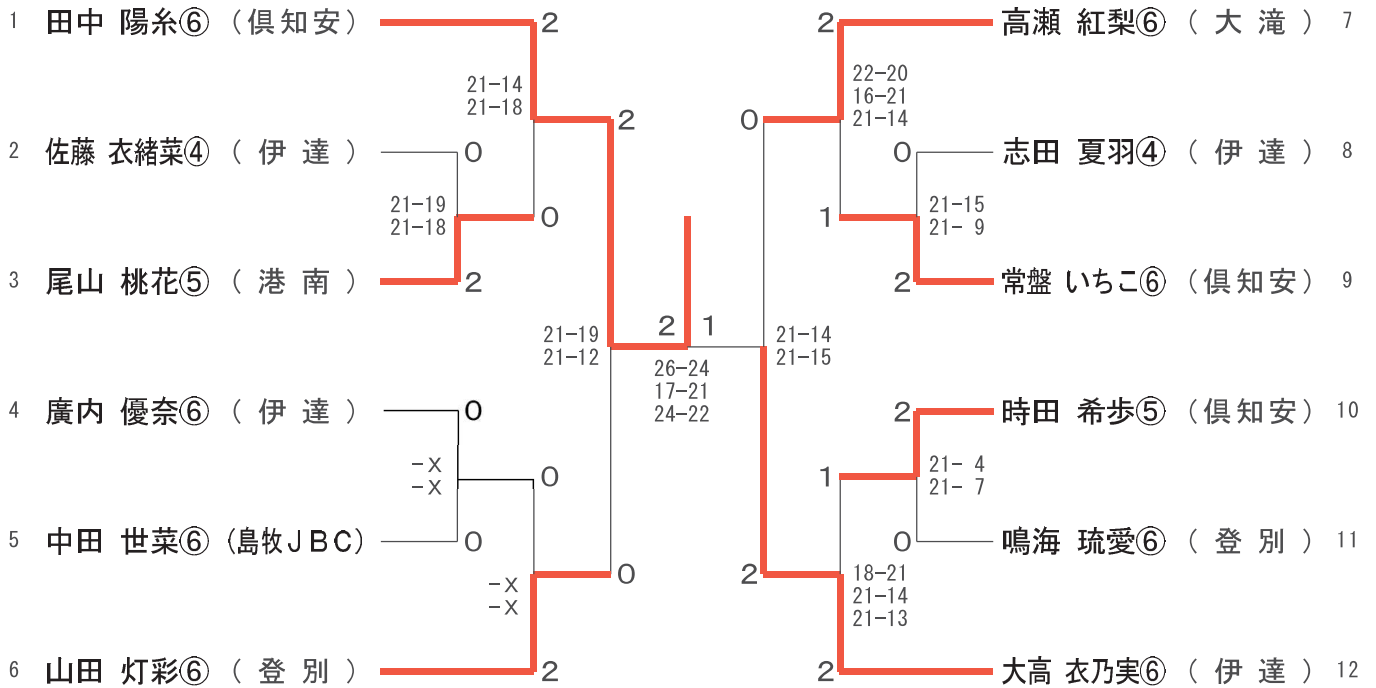 1 田中 陽糸⑥ (倶知安) 2 2 高瀬 紅梨⑥ ( 大 滝 ) 7
21-14 22-20
21-18 16-21
2 0 21-14
2 佐藤 衣緒菜④ ( 伊 達 ) 0 0 志田 夏羽④ ( 伊 達 ) 8
21-19 21-15
21-18 0 1 21- 9
3 尾山 桃花⑤ ( 港 南 ) 2 2 常盤 いちこ⑥ (倶知安) 9
21-19 2 1 21-14
21-12 21-15
26-24
17-21
24-22
4 廣内 優奈⑥ ( 伊 達 ) 0 2 時田 希歩⑤ (倶知安) 10
-X 0 1 21- 4
-X 21- 7
5 中田 世菜⑥ (島牧JBC) 0 0 鳴海 琉愛⑥ ( 登 別 ) 11
-X 0 2 18-21
-X 21-14
21-13
6 山田 灯彩⑥ ( 登 別 ) 2 2 大高 衣乃実⑥ ( 伊 達 ) 12